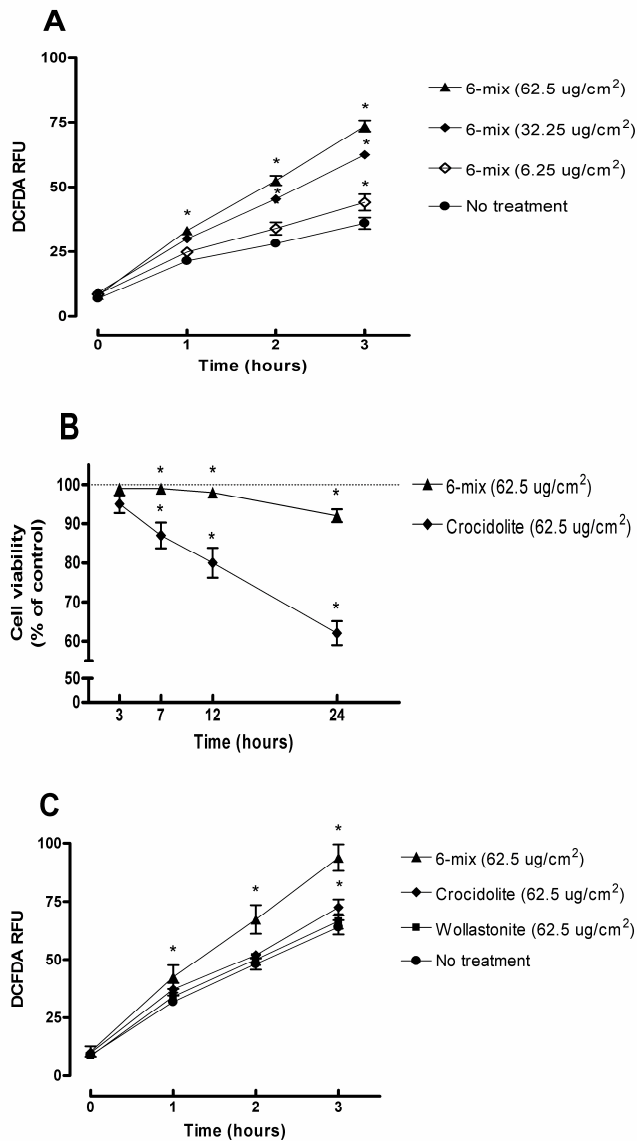 A
100
75
50
25
0
DCFDA RFU
0 1 2 3
Time (hours)
* * * * * *
6-mix (62.5 ug/cm²)
6-mix (32.25 ug/cm²)
6-mix (6.25 ug/cm²)
No treatment
B
100
90
80
70
60
50
0
Cell viability
(% of control)
3 7 12 24
Time (hours)
* * * * * *
6-mix (62.5 ug/cm²)
Crocidolite (62.5 ug/cm²)
C
100
75
50
25
0
DCFDA RFU
0 1 2 3
Time (hours)
* * * *
6-mix (62.5 ug/cm²)
Crocidolite (62.5 ug/cm²)
Wollastonite (62.5 ug/cm²)
No treatment